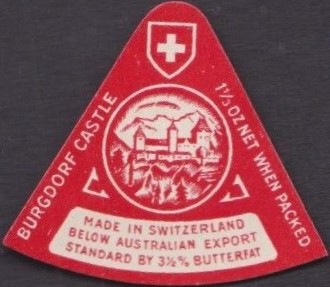 BURGDORF CASTLE
1⅓ OZ NET WHEN PACKED
MADE IN SWITZERLAND
BELOW AUSTRALIAN EXPORT
STANDARD BY 3½% BUTTERFAT